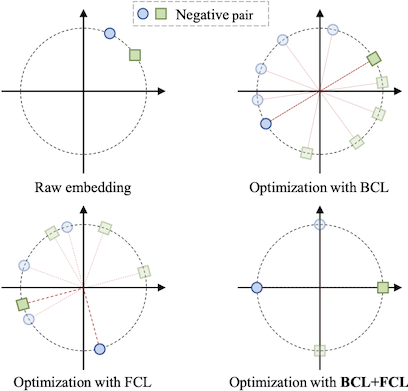 Negative pair
Raw embedding
Optimization with BCL
Optimization with FCL
Optimization with BCL+FCL